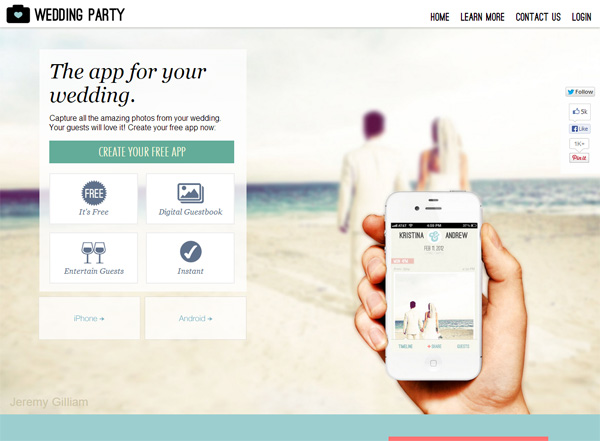 WEDDING PARTY
HOME LEARN MORE CONTACT US LOGIN
The app for your
wedding.
Capture all the amazing photos from your wedding.
Your guests will love it! Create your free app now:
CREATE YOUR FREE APP
FREE
It's Free
Digital Guestbook
Entertain Guests
Instant
iPhone
Android
Follow
5k
Like
1K+
Pin it
AT&T 4:08 PM
KRISTINA & ANDREW
FEB 11, 2012
TIMELINE SHARE GUESTS
Jeremy Gilliam